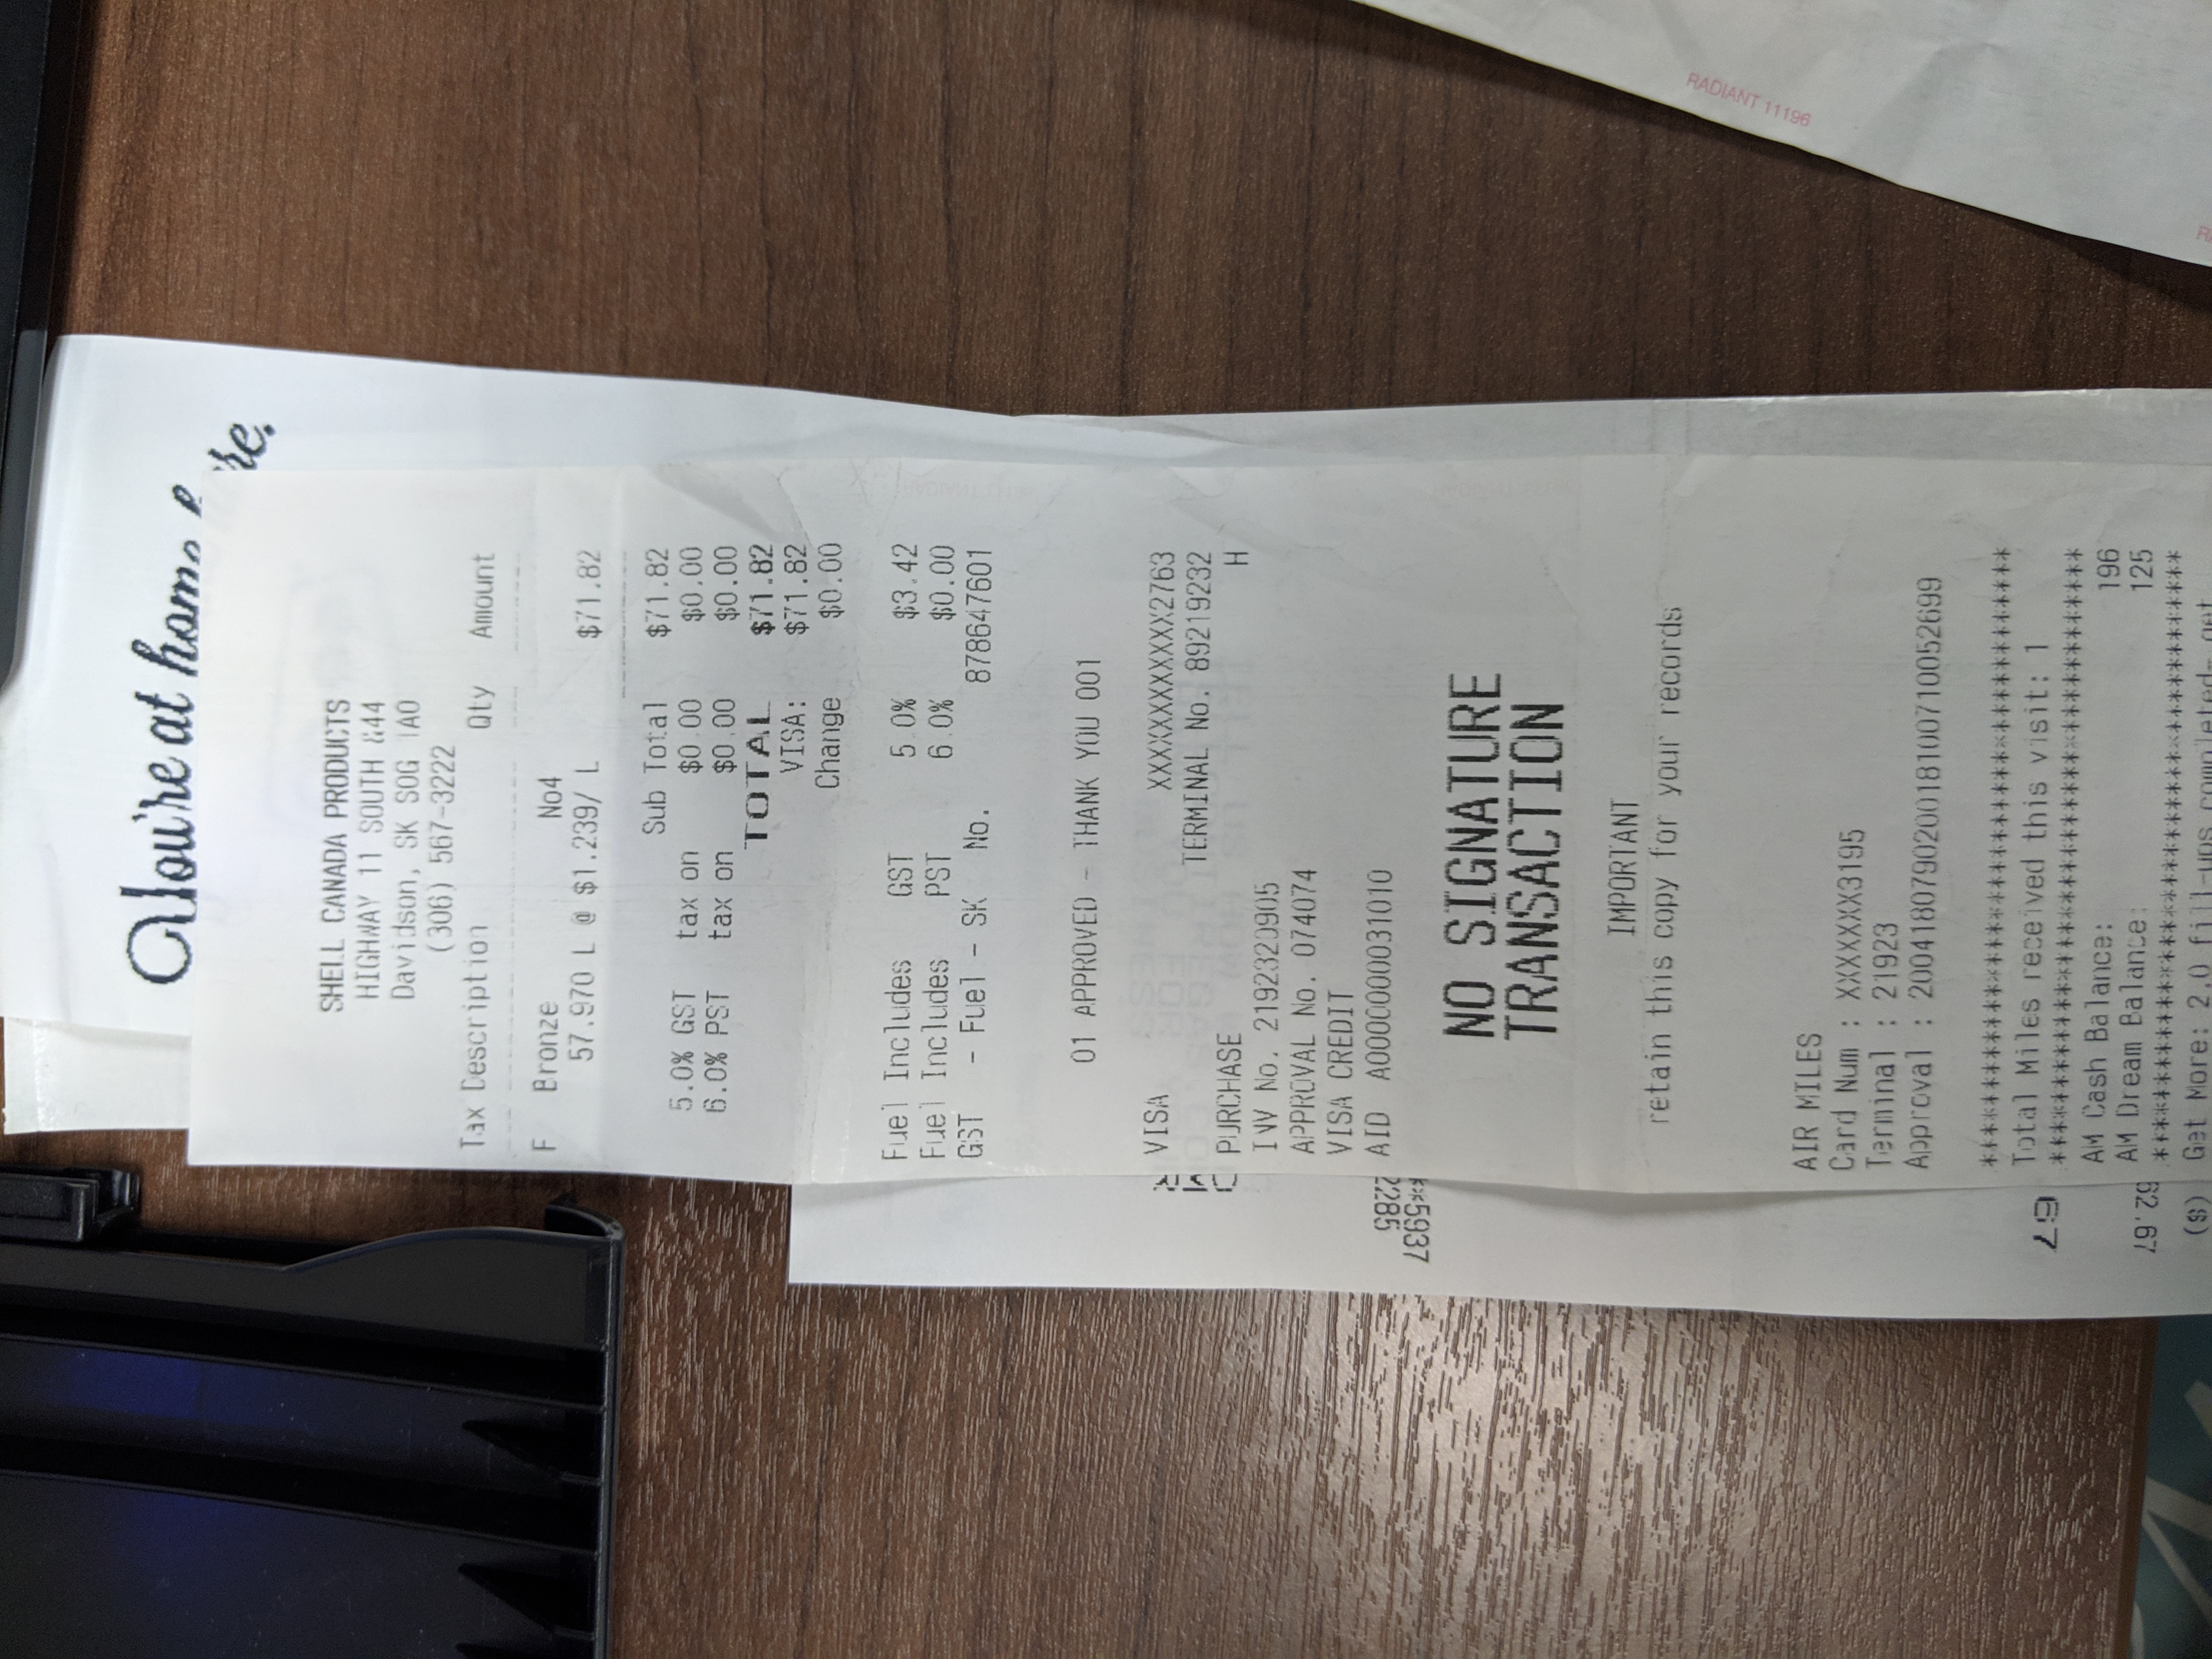 You're at home here.
SHELL CANADA PRODUCTS
HIGHWAY 11 SOUTH &44
Davidson, SK S0G 1A0
(306) 567-3222
Tax Description Qty Amount
F Bronze No4 $71.82
57.970 L @ $1.239/ L
Sub Total $71.82
5.0% GST tax on $0.00 $0.00
6.0% PST tax on $0.00 $0.00
TOTAL $71.82
VISA: $71.82
Change $0.00
Fuel Includes GST 5.0% $3.42
Fuel Includes PST 6.0% $0.00
GST - Fuel - SK No. 878647601
01 APPROVED - THANK YOU 001
VISA XXXXXXXXXXXX2763
TERMINAL No. 89219232
PURCHASE H
INV No. 2192320905
APPROVAL No. 074074
VISA CREDIT
AID A0000000031010
NO SIGNATURE
TRANSACTION
IMPORTANT
retain this copy for your records
AIR MILES
Card Num : XXXXXXX3195
Terminal : 21923
Approval : 200418079020018100710052699
********************************
Total Miles received this visit: 1
********************************
AM Cash Balance: 196
AM Dream Balance: 125
********************************
Get More: 2.0 fill-ups completed- get
2285
**5937
.67
62.67
($)
RADIANT 11196